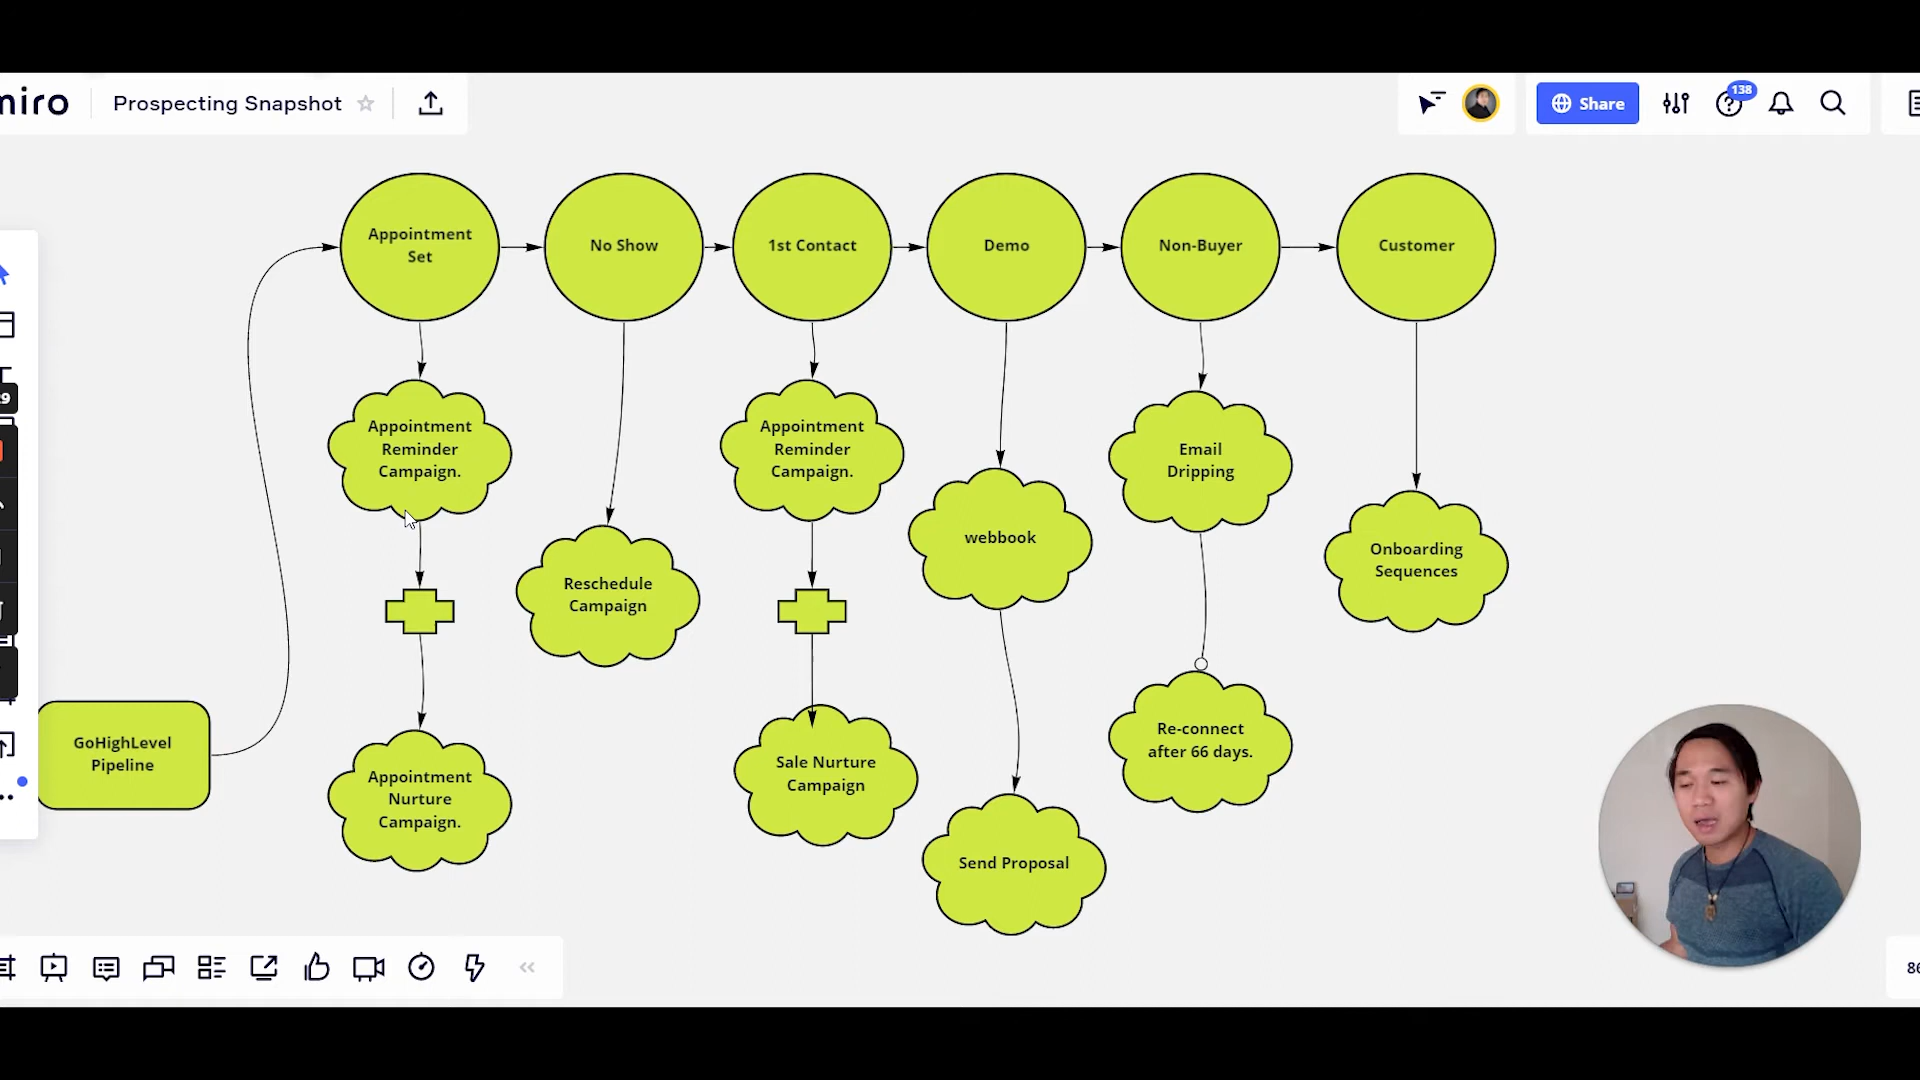 miro
Prospecting Snapshot
Share
138
Appointment
Set
No Show
1st Contact
Demo
Non-Buyer
Customer
Appointment
Reminder
Campaign.
Appointment
Reminder
Campaign.
Email
Dripping
webbook
Onboarding
Sequences
Reschedule
Campaign
GoHighLevel
Pipeline
Appointment
Nurture
Campaign.
Sale Nurture
Campaign
Re-connect
after 66 days.
Send Proposal